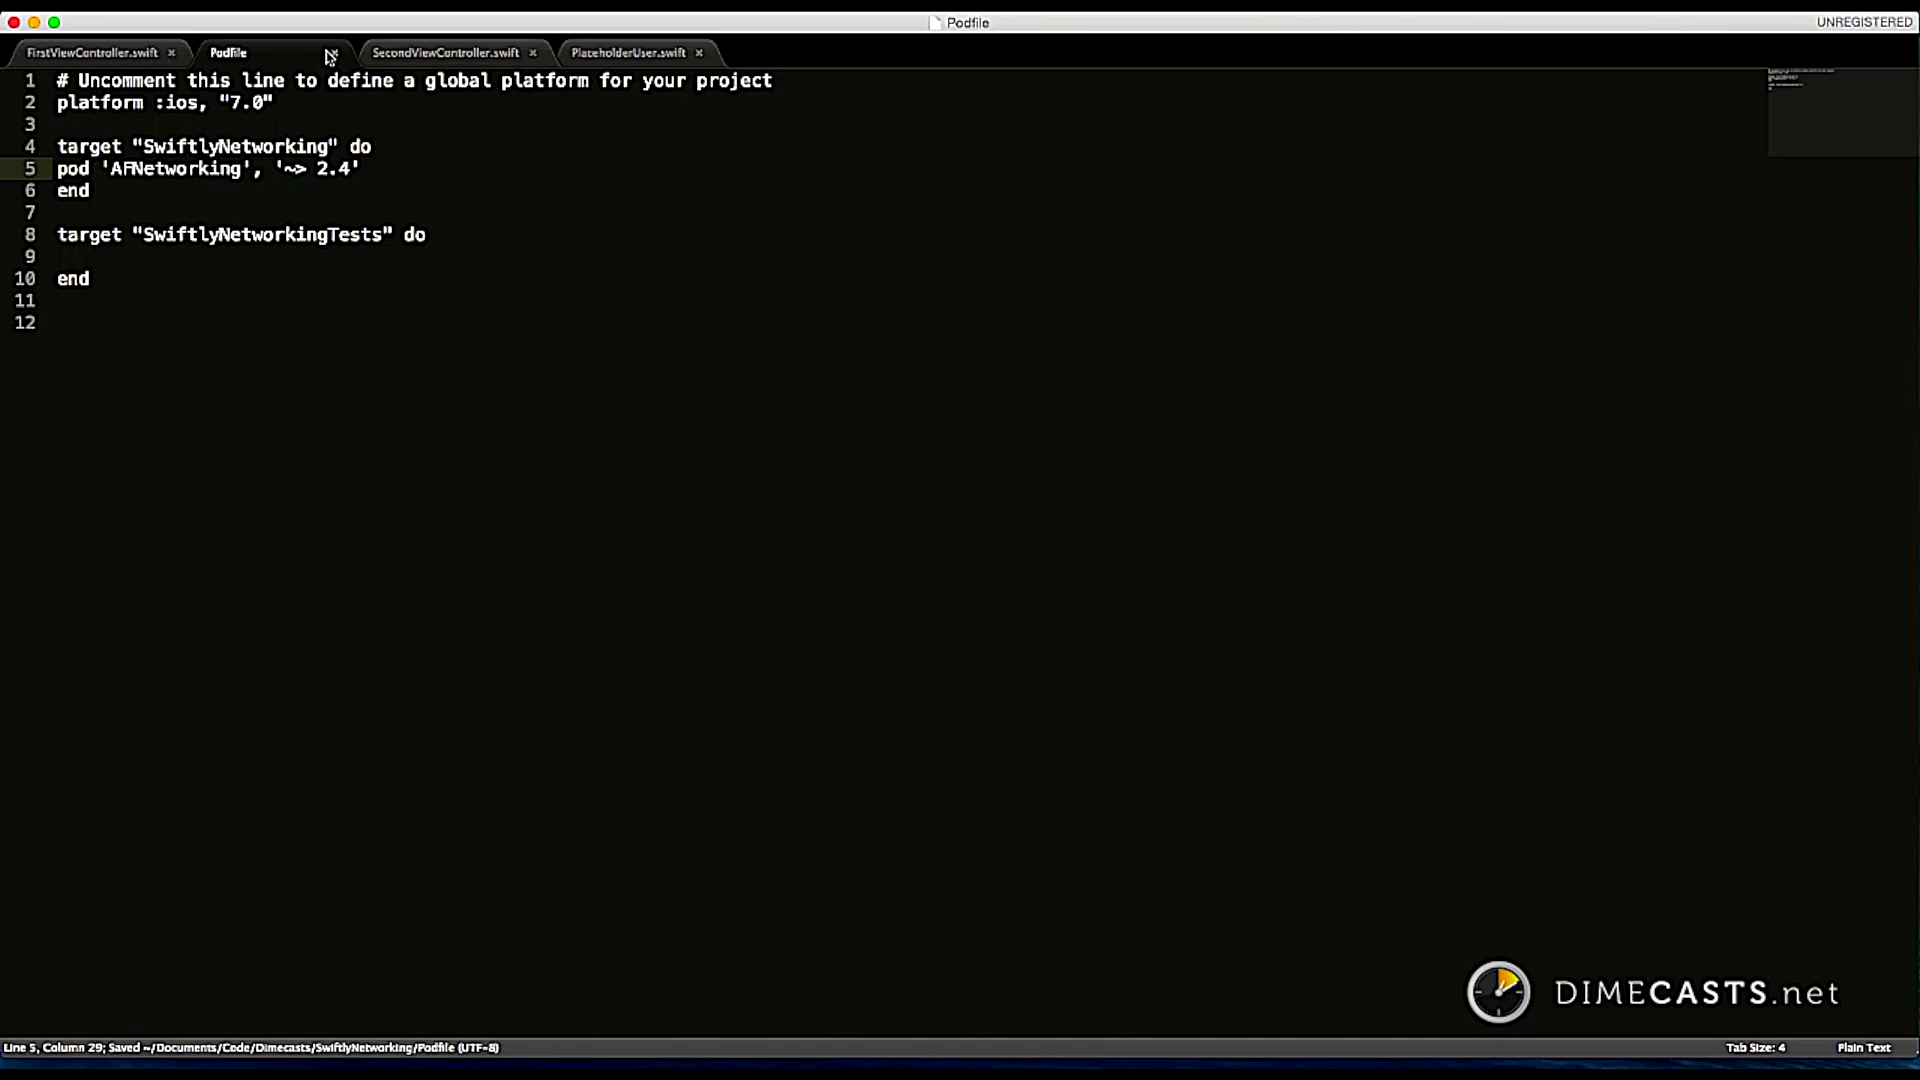 Podfile
UNREGISTERED
FirstViewController.swift
Podfile
SecondViewController.swift
PlaceholderUser.swift
1 # Uncomment this line to define a global platform for your project
2 platform :ios, "7.0"
3
4 target "SwiftlyNetworking" do
5 pod 'AFNetworking', '~> 2.4'
6 end
7
8 target "SwiftlyNetworkingTests" do
9
10 end
11
12
DIMECASTS.net
Line 5, Column 29; Saved ~/Documents/Code/Dimecasts/SwiftlyNetworking/Podfile (UTF-8)
Tab Size: 4
Plain Text